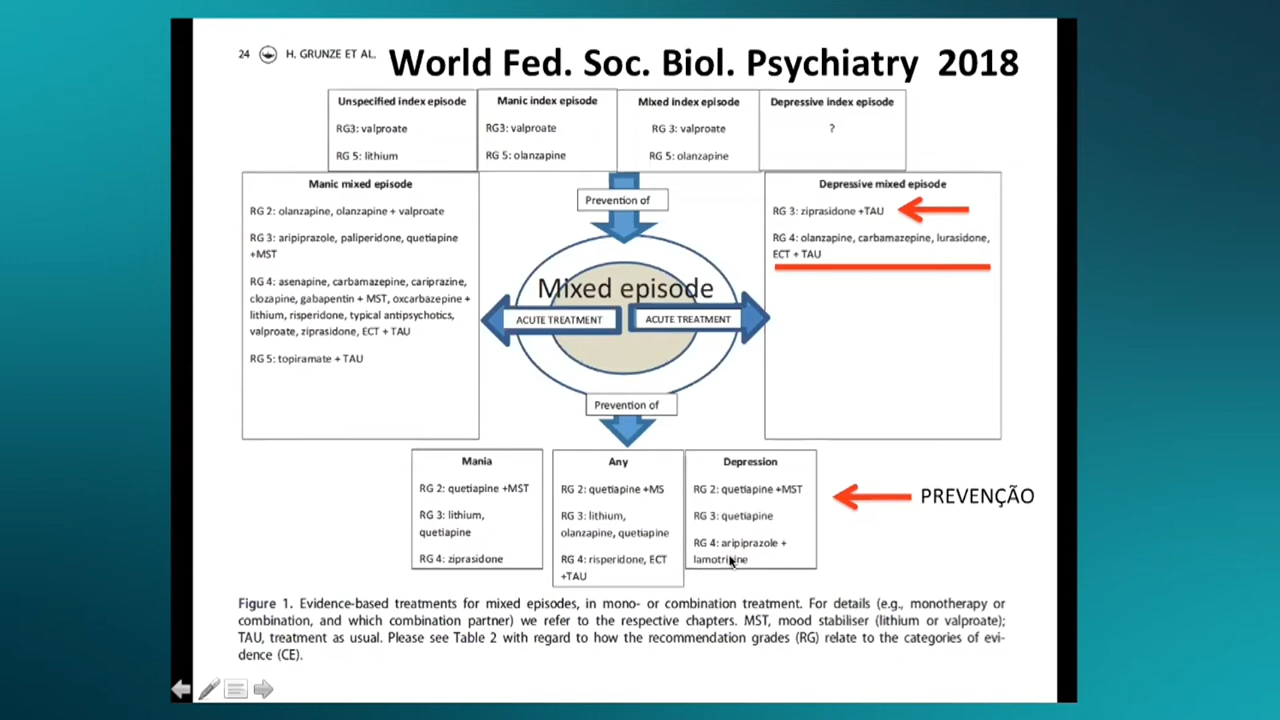 24 H. GRUNZE ET AL. World Fed. Soc. Biol. Psychiatry 2018
Unspecified index episode
RG3: valproate
RG 5: lithium
Manic index episode
RG3: valproate
RG 5: olanzapine
Mixed index episode
RG 3: valproate
RG 5: olanzapine
Depressive index episode
?
Manic mixed episode
RG 2: olanzapine, olanzapine + valproate
RG 3: aripiprazole, paliperidone, quetiapine
+MST
RG 4: asenapine, carbamazepine, cariprazine,
clozapine, gabapentin + MST, oxcarbazepine +
lithium, risperidone, typical antipsychotics,
valproate, ziprasidone, ECT + TAU
RG 5: topiramate + TAU
Prevention of
Mixed episode
ACUTE TREATMENT
ACUTE TREATMENT
Prevention of
Depressive mixed episode
RG 3: ziprasidone +TAU
RG 4: olanzapine, carbamazepine, lurasidone,
ECT + TAU
Mania
RG 2: quetiapine +MST
RG 3: lithium,
quetiapine
RG 4: ziprasidone
Any
RG 2: quetiapine +MS
RG 3: lithium,
olanzapine, quetiapine
RG 4: risperidone, ECT
+TAU
Depression
RG 2: quetiapine +MST
RG 3: quetiapine
RG 4: aripiprazole +
lamotrigine
PREVENÇÃO
Figure 1. Evidence-based treatments for mixed episodes, in mono- or combination treatment. For details (e.g., monotherapy or
combination, and which combination partner) we refer to the respective chapters. MST, mood stabiliser (lithium or valproate);
TAU, treatment as usual. Please see Table 2 with regard to how the recommendation grades (RG) relate to the categories of evi-
dence (CE).